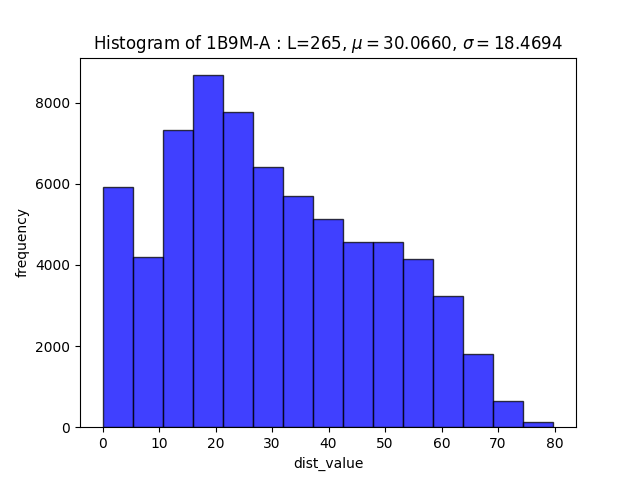 Histogram of 1B9M-A : L=265, μ = 30.0660, σ = 18.4694
8000
6000
4000
2000
0
frequency
0 10 20 30 40 50 60 70 80
dist_value